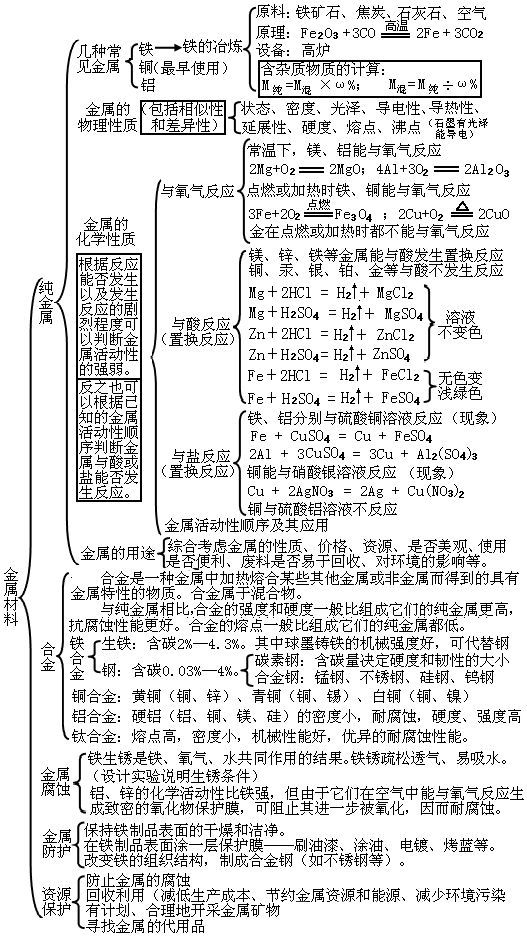 金属材料
纯金属
几种常
见金属
铁
铁的冶炼
铜(最早使用)
铝
原料:铁矿石、焦炭、石灰石、空气
原理: Fe₂O₃+3CO 高温 2Fe+3CO₂
设备: 高炉
含杂质物质的计算:
M纯=M混 × ω%; M混=M纯÷ω%
金属的
物理性质
(包括相似性
和差异性)
状态、密度、光泽、导电性、导热性、
延展性、硬度、熔点、沸点(石墨有光泽
能导电)
金属的
化学性质
根据反应
能否发生
以及发生
反应的剧
烈程度可
以判断金
属活动性
的强弱。
反之也可
以根据已
知的金属
活动性顺
序判断金
属与酸或
盐能否发
生反应。
与氧气反应
常温下，镁、铝能与氧气反应
2Mg+O₂══2MgO; 4Al+3O₂══2Al₂O₃
点燃或加热时铁、铜能与氧气反应
3Fe+2O₂ 点燃 Fe₃O₄ ; 2Cu+O₂ △ 2CuO
金在点燃或加热时都不能与氧气反应
与酸反应
(置换反应)
镁、锌、铁等金属能与酸发生置换反应
铜、汞、银、铂、金等与酸不发生反应
Mg＋2HCl = H₂↑+ MgCl₂
Mg＋H₂SO₄= H₂↑+ MgSO₄
Zn＋2HCl =H₂↑+ ZnCl₂
Zn＋H₂SO₄=H₂↑+ ZnSO₄
溶液
不变色
Fe＋2HCl = H₂↑+ FeCl₂
Fe＋H₂SO₄= H₂↑+ FeSO₄
无色变
浅绿色
与盐反应
(置换反应)
铁、铝分别与硫酸铜溶液反应 (现象)
Fe + CuSO₄ = Cu + FeSO₄
2Al + 3CuSO₄ = 3Cu + Al₂(SO₄)₃
铜能与硝酸银溶液反应 (现象)
Cu + 2AgNO₃ = 2Ag + Cu(NO₃)₂
铜与硫酸铝溶液不反应
金属活动性顺序及其应用
金属的用途
综合考虑金属的性质、价格、资源、是否美观、使用
是否便利、废料是否易于回收、对环境的影响等。
合金
合金是一种金属中加热熔合某些其他金属或非金属而得到的具有
金属特性的物质。合金属于混合物。
与纯金属相比,合金的强度和硬度一般比组成它们的纯金属更高，
抗腐蚀性能更好。合金的熔点一般比组成它们的纯金属都低。
铁合金
生铁: 含碳2%—4.3%。其中球墨铸铁的机械强度好，可代替钢
钢: 含碳0.03%—4%。
碳素钢: 含碳量决定硬度和韧性的大小
合金钢: 锰钢、不锈钢、硅钢、钨钢
铜合金: 黄铜(铜、锌)、青铜(铜、锡)、白铜(铜、镍)
铝合金: 硬铝(铝、铜、镁、硅)的密度小，耐腐蚀，硬度、强度高
钛合金: 熔点高，密度小，机械性能好，优异的耐腐蚀性能。
金属
腐蚀
铁生锈是铁、氧气、水共同作用的结果。铁锈疏松透气、易吸水。
(设计实验说明生锈条件)
铝、锌的化学活动性比铁强，但由于它们在空气中能与氧气反应生
成致密的氧化物保护膜，可阻止其进一步被氧化，因而耐腐蚀。
金属
防护
保持铁制品表面的干燥和洁净。
在铁制品表面涂一层保护膜——刷油漆、涂油、电镀、烤蓝等。
改变铁的组织结构，制成合金钢(如不锈钢等)。
资源
保护
防止金属的腐蚀
回收利用(减低生产成本、节约金属资源和能源、减少环境污染
有计划、合理地开采金属矿物
寻找金属的代用品